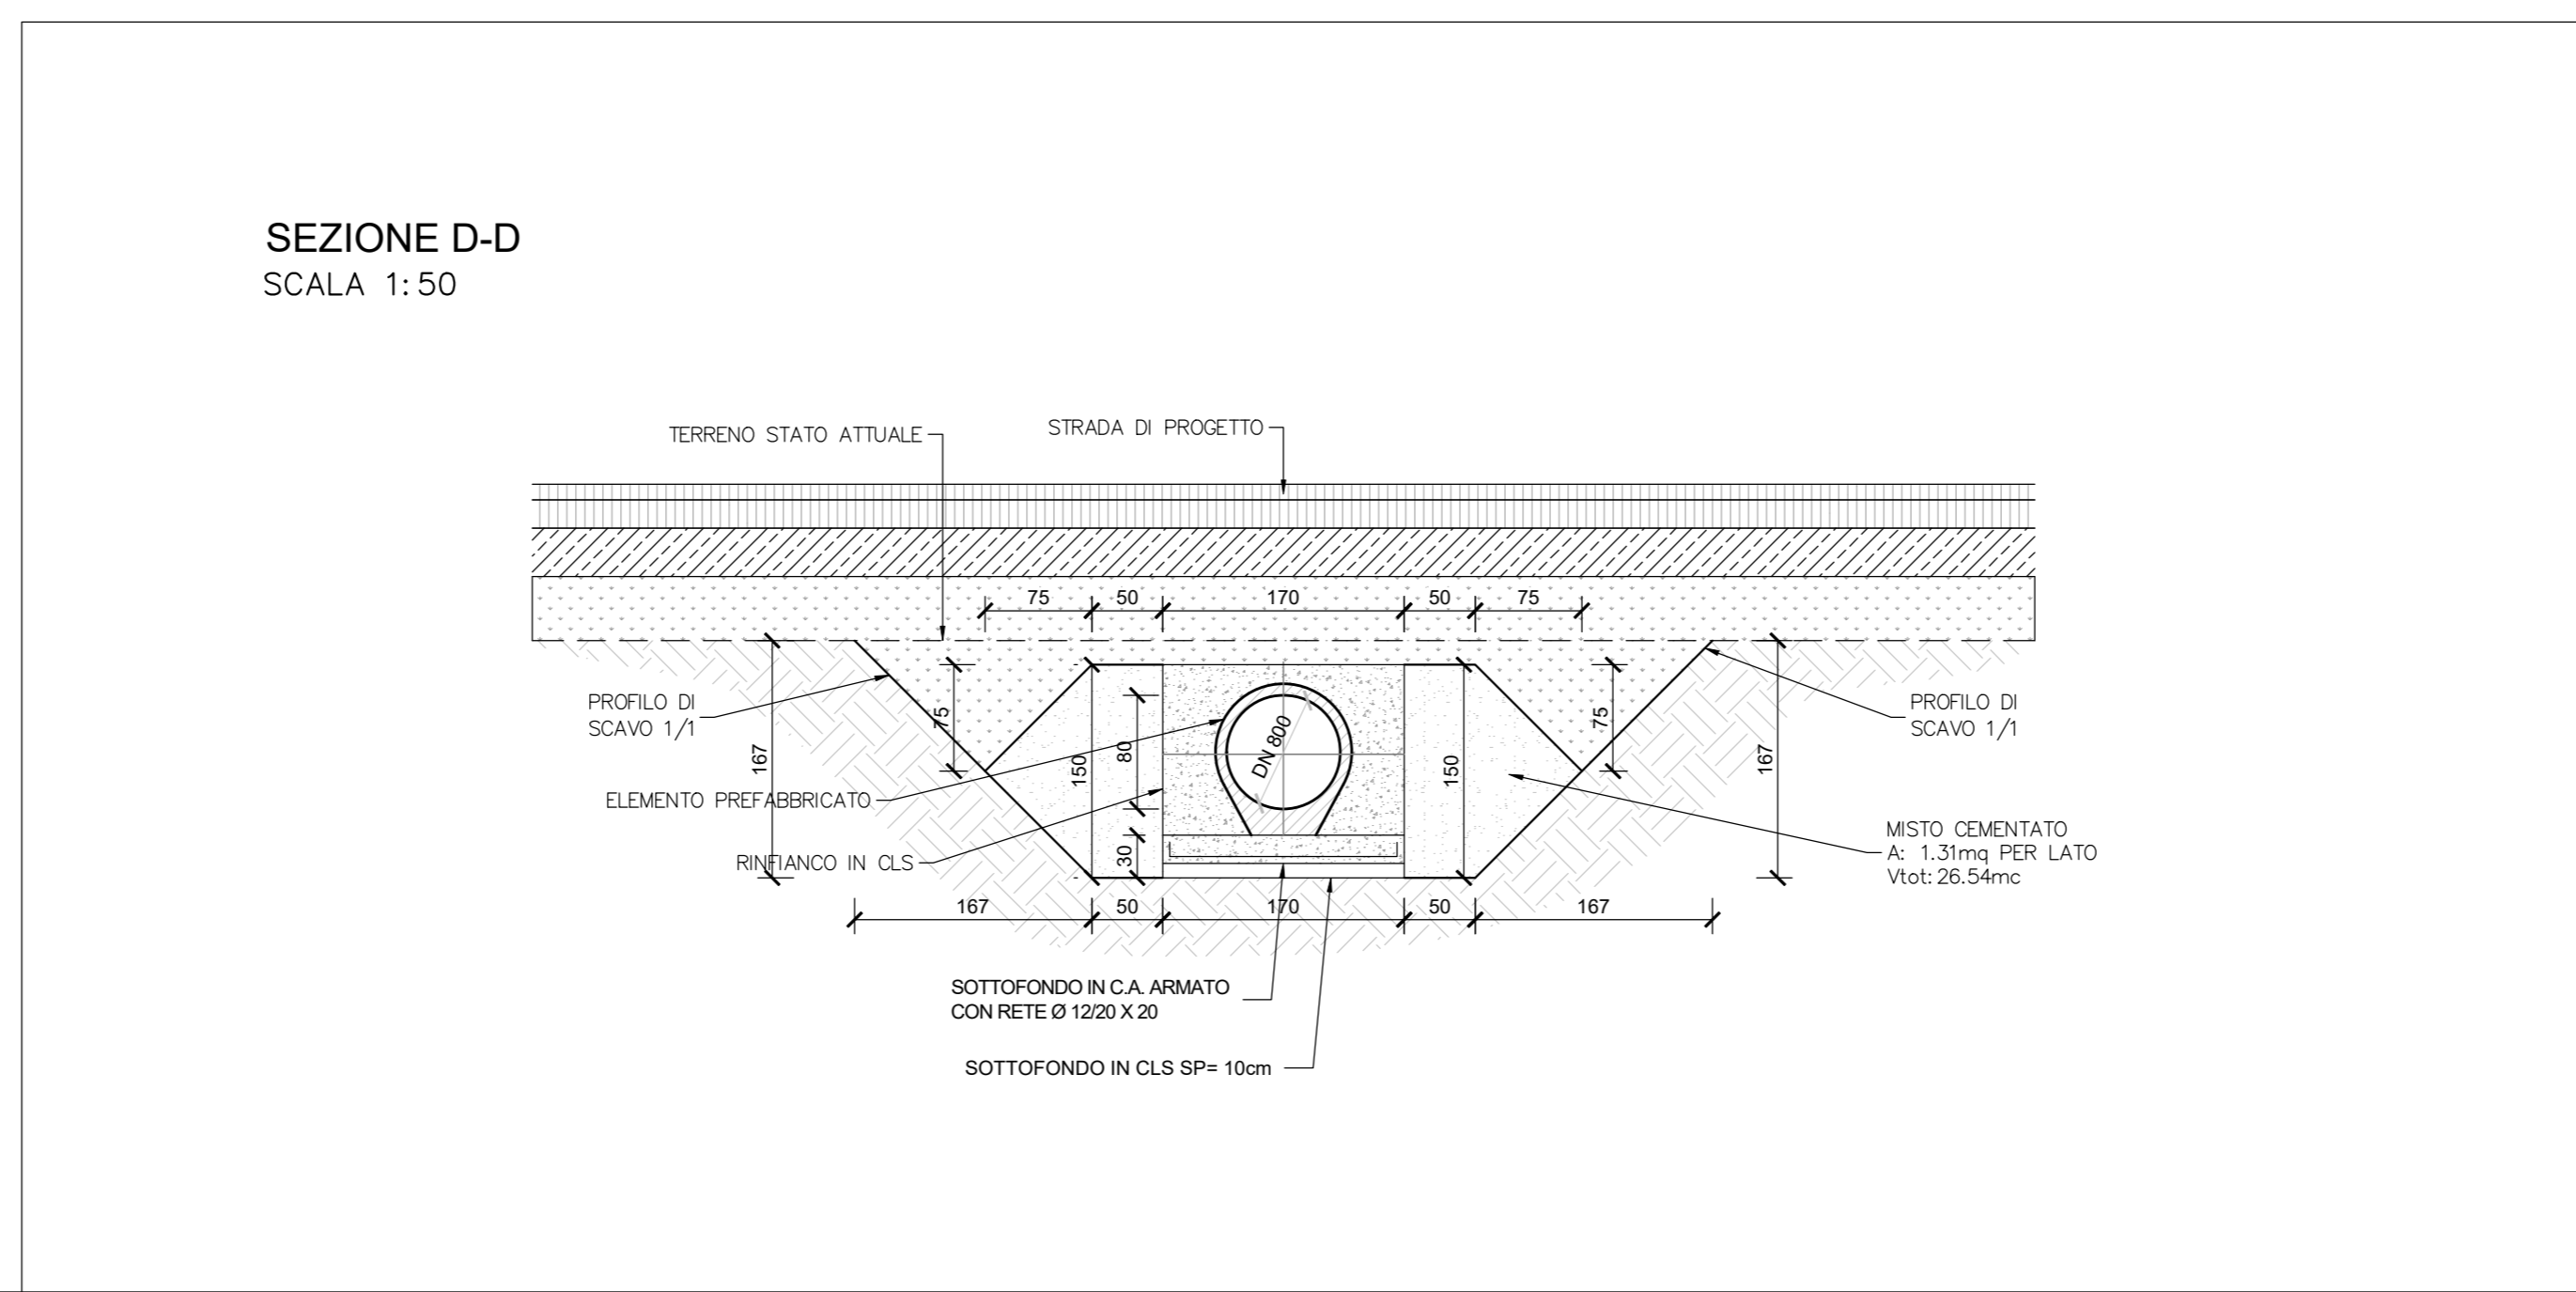 SEZIONE D-D
SCALA 1:50
TERRENO STATO ATTUALE
STRADA DI PROGETTO
75
50
170
50
75
PROFILO DI
SCAVO 1/1
167
75
150
80
DN 800
150
75
167
PROFILO DI
SCAVO 1/1
ELEMENTO PREFABBRICATO
RINFIANCO IN CLS
30
MISTO CEMENTATO
A: 1.31mq PER LATO
Vtot: 26.54mc
167
50
170
50
167
SOTTOFONDO IN C.A. ARMATO
CON RETE Ø 12/20 X 20
SOTTOFONDO IN CLS SP= 10cm